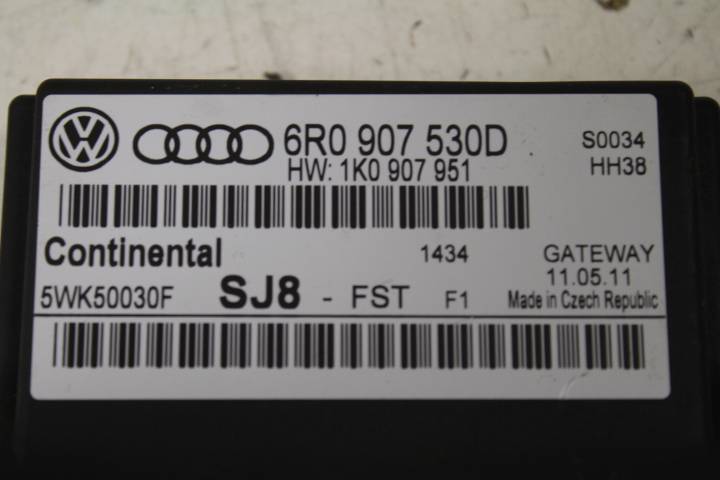 VW 6R0 907 530D S0034
HW: 1K0 907 951 HH38
Continental 1434 GATEWAY
11.05.11
5WK50030F SJ8 - FST F1 Made in Czech Republic